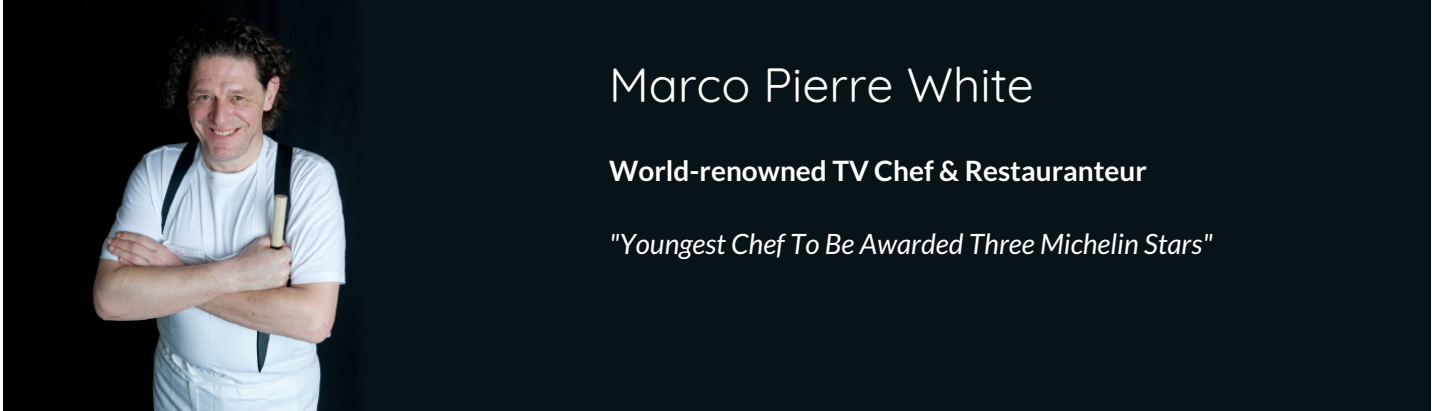 Marco Pierre White
World-renowned TV Chef & Restauranteur
"Youngest Chef To Be Awarded Three Michelin Stars"